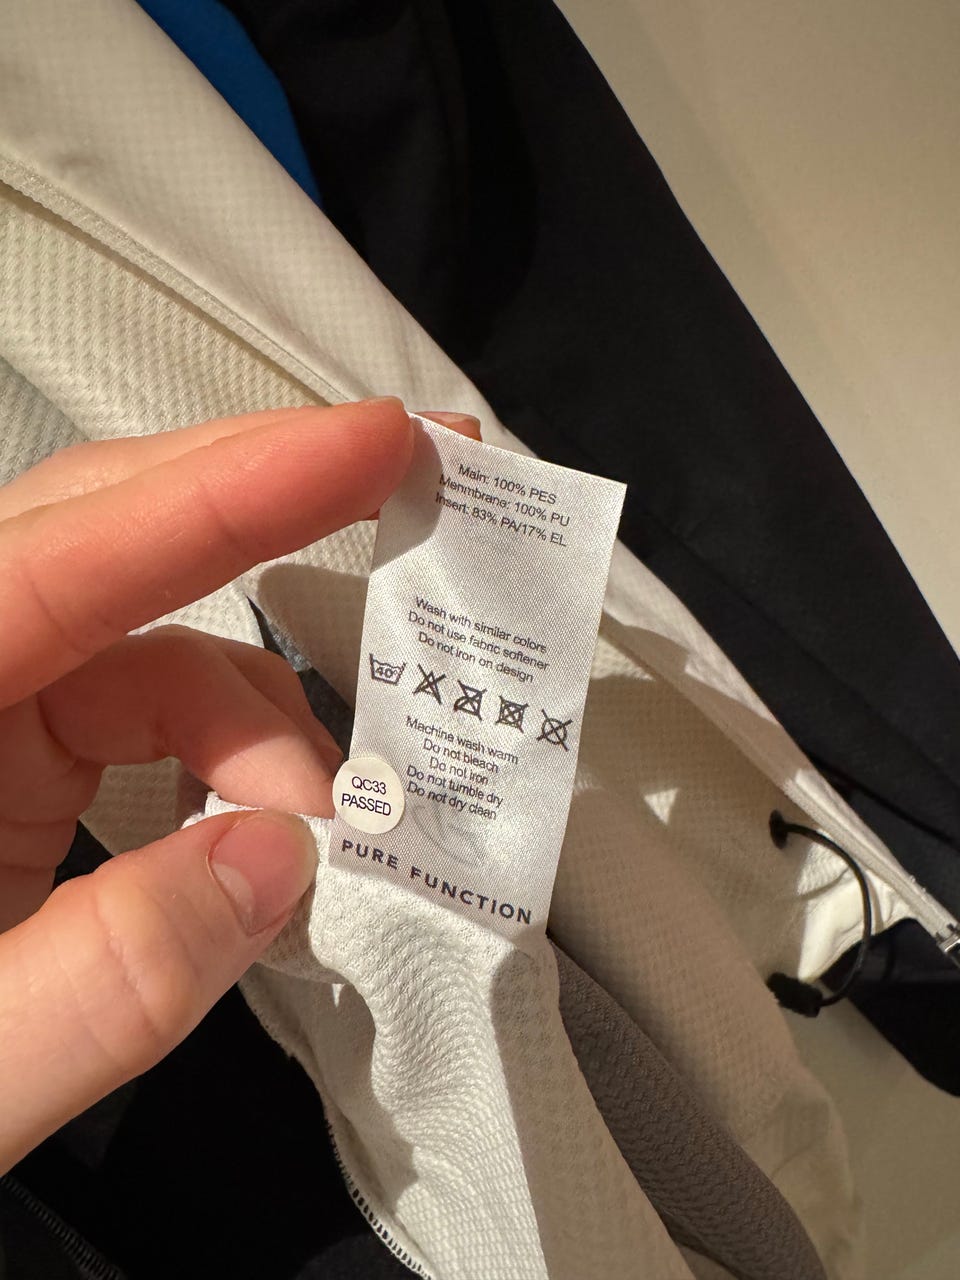 Main: 100% PES
Menmbrane: 100% PU
Insert: 83% PA/17% EL
Wash with similar colors
Do not use fabric softener
Do not iron on design
40°
Machine wash warm
Do not bleach
Do not iron
Do not tumble dry
Do not dry clean
QC33
PASSED
PURE FUNCTION